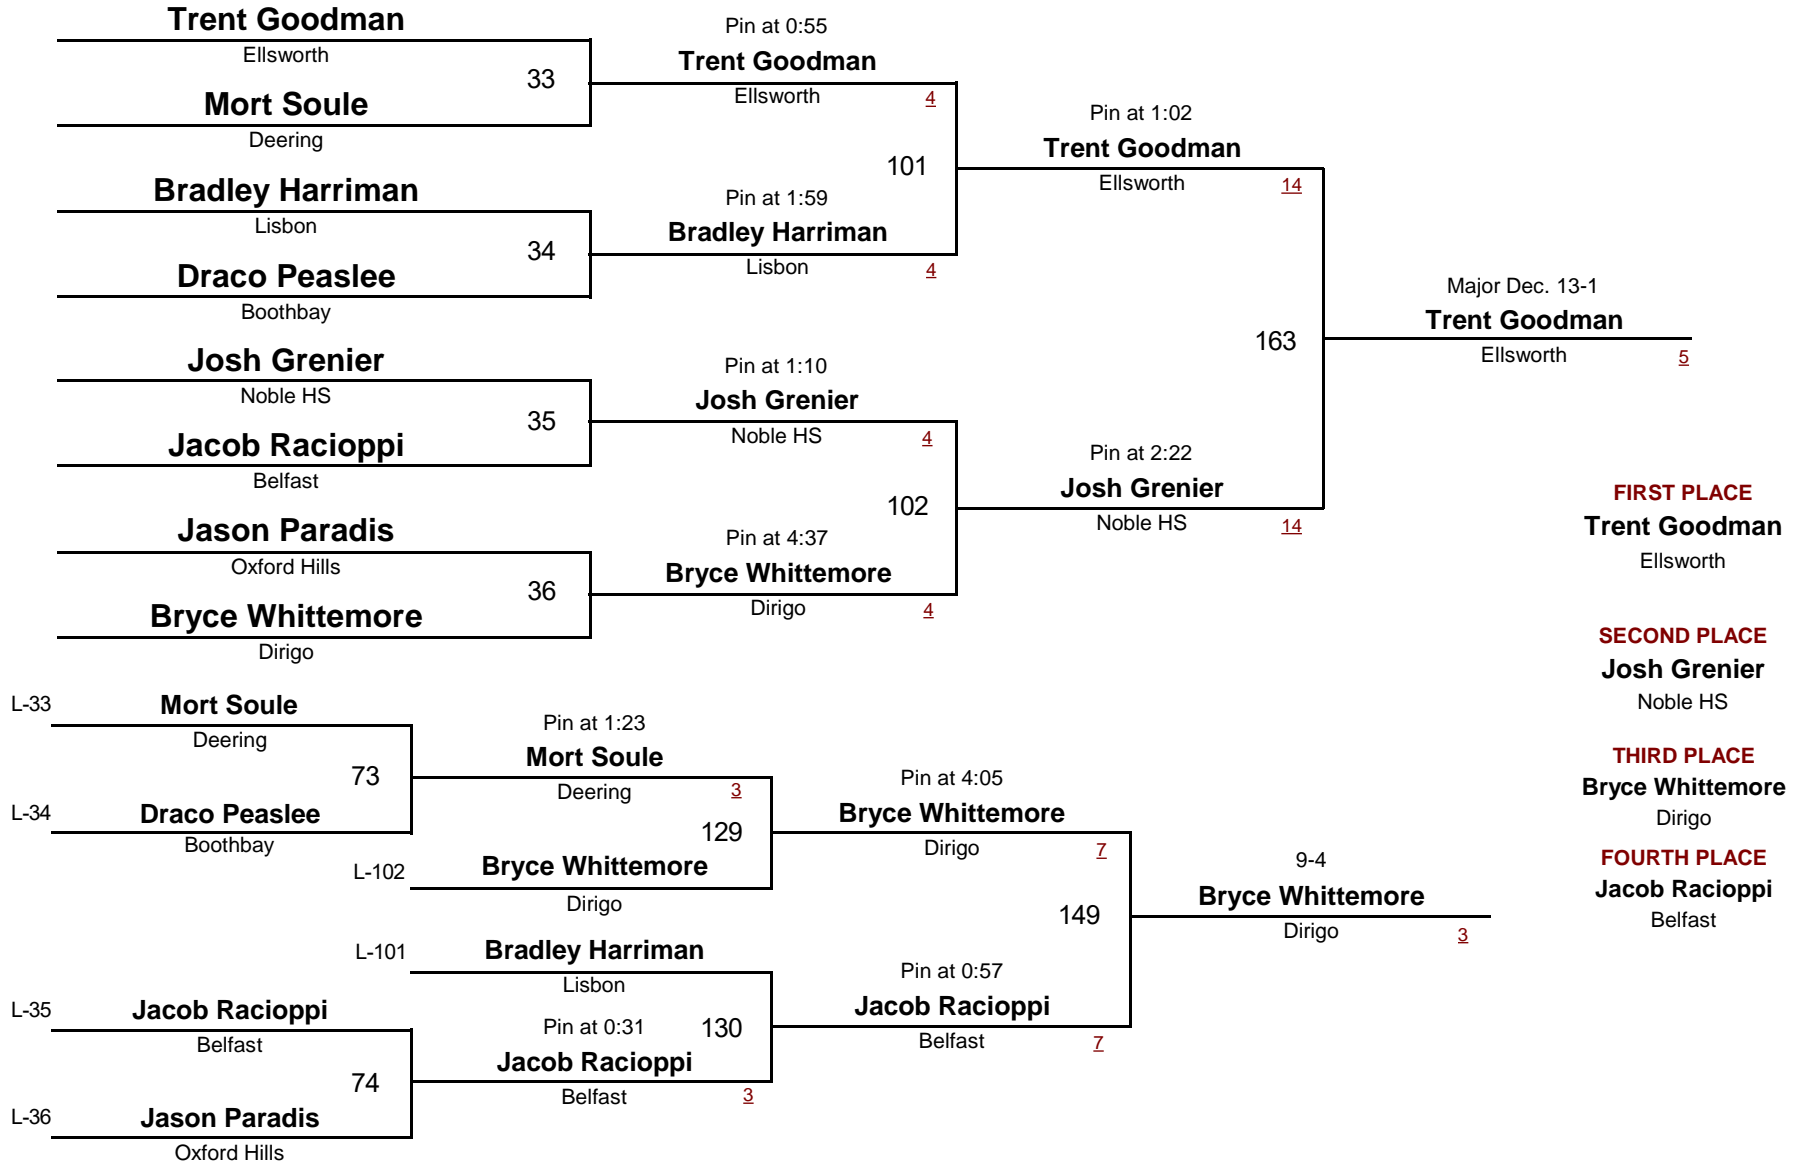 Trent Goodman
Ellsworth
33
Mort Soule
Deering
Pin at 0:55
Trent Goodman
Ellsworth
4
101
Bradley Harriman
Lisbon
34
Draco Peaslee
Boothbay
Pin at 1:59
Bradley Harriman
Lisbon
4
Pin at 1:02
Trent Goodman
Ellsworth
14
163
Josh Grenier
Noble HS
35
Jacob Racioppi
Belfast
Pin at 1:10
Josh Grenier
Noble HS
4
102
Jason Paradis
Oxford Hills
36
Bryce Whittemore
Dirigo
Pin at 4:37
Bryce Whittemore
Dirigo
4
Pin at 2:22
Josh Grenier
Noble HS
14
Major Dec. 13-1
Trent Goodman
Ellsworth
5
FIRST PLACE
Trent Goodman
Ellsworth
SECOND PLACE
Josh Grenier
Noble HS
THIRD PLACE
Bryce Whittemore
Dirigo
FOURTH PLACE
Jacob Racioppi
Belfast
L-33
Mort Soule
Deering
73
L-34
Draco Peaslee
Boothbay
Pin at 1:23
Mort Soule
Deering
3
129
L-102
Bryce Whittemore
Dirigo
Pin at 4:05
Bryce Whittemore
Dirigo
7
149
L-101
Bradley Harriman
Lisbon
130
L-35
Jacob Racioppi
Belfast
74
L-36
Jason Paradis
Oxford Hills
Pin at 0:31
Jacob Racioppi
Belfast
3
Pin at 0:57
Jacob Racioppi
Belfast
7
9-4
Bryce Whittemore
Dirigo
3